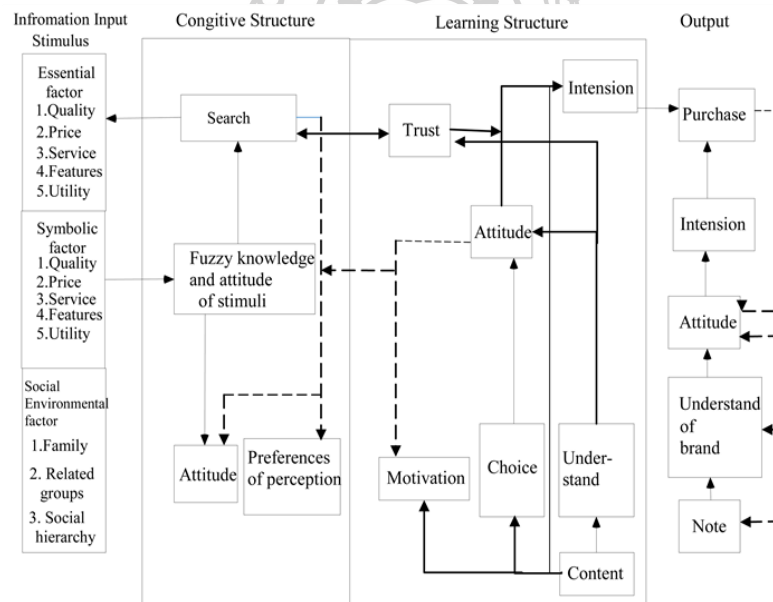 Infromation Input
Stimulus
Essential
factor
1.Quality
2.Price
3.Service
4.Features
5.Utility
Symbolic
factor
1.Quality
2.Price
3.Service
4.Features
5.Utility
Social
Environmental
factor
1.Family
2. Related
groups
3. Social
hierarchy
Congitive Structure
Search
Fuzzy knowledge
and attitude
of stimuli
Attitude
Preferences
of perception
Learning Structure
Intension
Trust
Attitude
Motivation
Choice
Under-
stand
Content
Output
Purchase
Intension
Attitude
Understand
of
brand
Note